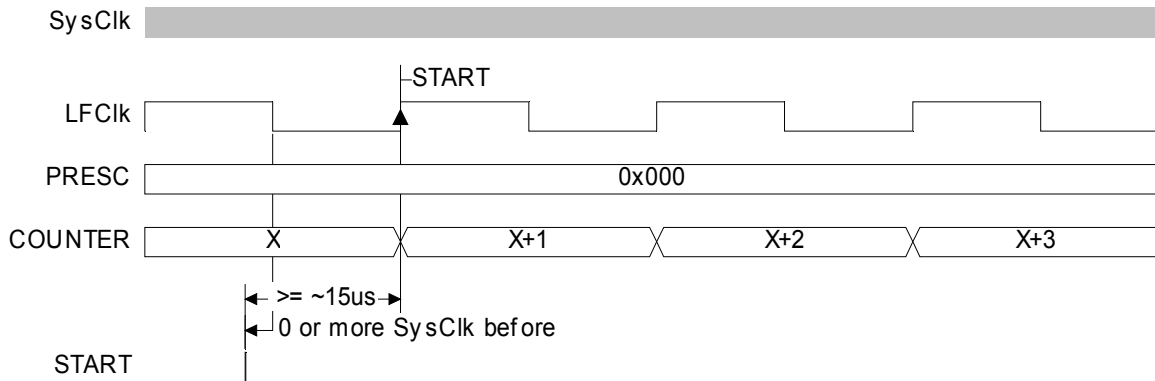 SysClk
START
LFClk
PRESC 0x000
COUNTER X X+1 X+2 X+3
>= ~15us
0 or more SysClk before
START